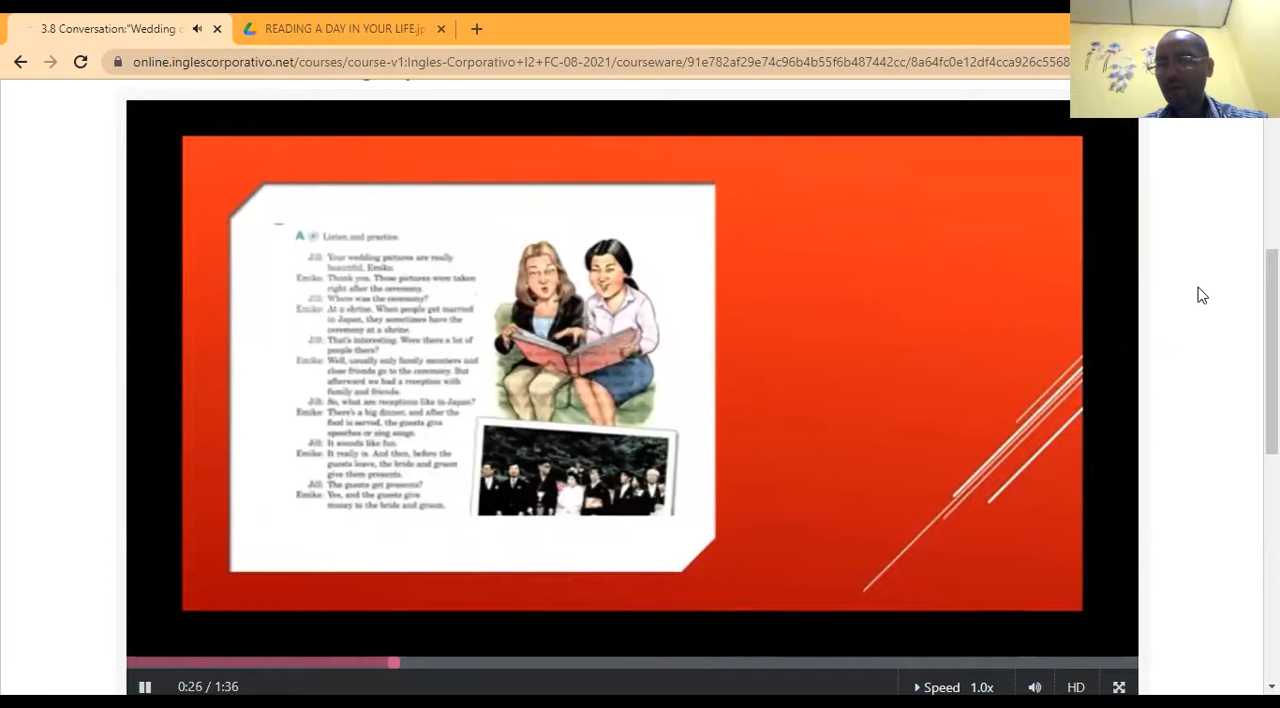 3.8 Conversation:"Wedding c
READING A DAY IN YOUR LIFE.jp
online.inglescorporativo.net/courses/course-v1:Ingles-Corporativo+I2+FC-08-2021/courseware/91e782af29e74c96b4b55f6b487442cc/8a64fc0e12df4cca926c5568
A Listen and practice.
Jill: Your wedding pictures are really
beautiful, Emiko.
Emiko: Thank you. Those pictures were taken
right after the ceremony.
Jill: Where was the ceremony?
Emiko: At a shrine. When people get married
in Japan, they sometimes have the
ceremony at a shrine.
Jill: That's interesting. Were there a lot of
people there?
Emiko: Well, usually only family members and
close friends go to the ceremony. But
afterward we had a reception with
family and friends.
Jill: So, what are receptions like in Japan?
Emiko: There's a big dinner, and after the
food is served, the guests give
speeches or sing songs.
Jill: It sounds like fun.
Emiko: It really is. And then, before the
guests leave, the bride and groom
give them presents.
Jill: The guests get presents?
Emiko: Yes, and the guests give
money to the bride and groom.
0:26 / 1:36
Speed 1.0x
HD